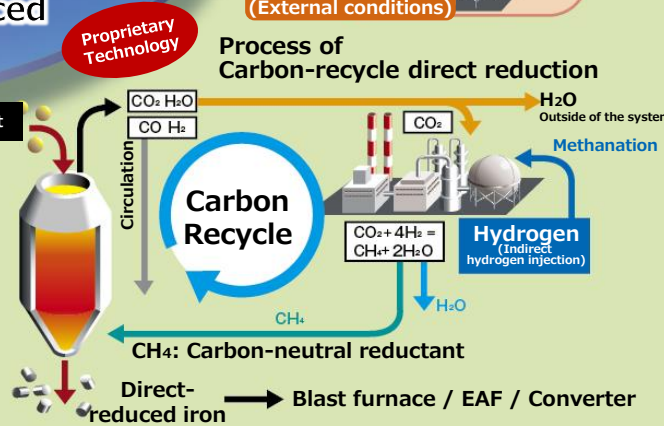 (External conditions)
Proprietary
Technology
Process of
Carbon-recycle direct reduction
CO₂ H₂O
CO H₂
CO₂
H₂O
Outside of the system
Methanation
Circulation
Carbon
Recycle
CO₂+4H₂ =
CH₄+ 2H₂O
Hydrogen
(Indirect
hydrogen injection)
H₂O
CH₄
CH₄: Carbon-neutral reductant
Direct-
reduced iron
Blast furnace / EAF / Converter